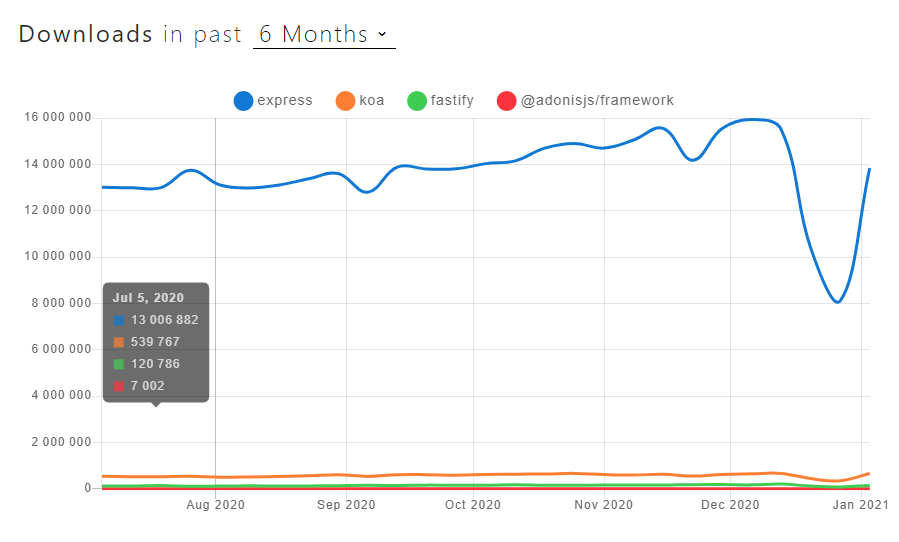 Downloads in past 6 Months
express koa fastify @adonisjs/framework
16 000 000
14 000 000
12 000 000
10 000 000
8 000 000
6 000 000
4 000 000
2 000 000
0
Jul 5, 2020
13 006 882
539 767
120 786
7 002
Aug 2020 Sep 2020 Oct 2020 Nov 2020 Dec 2020 Jan 2021